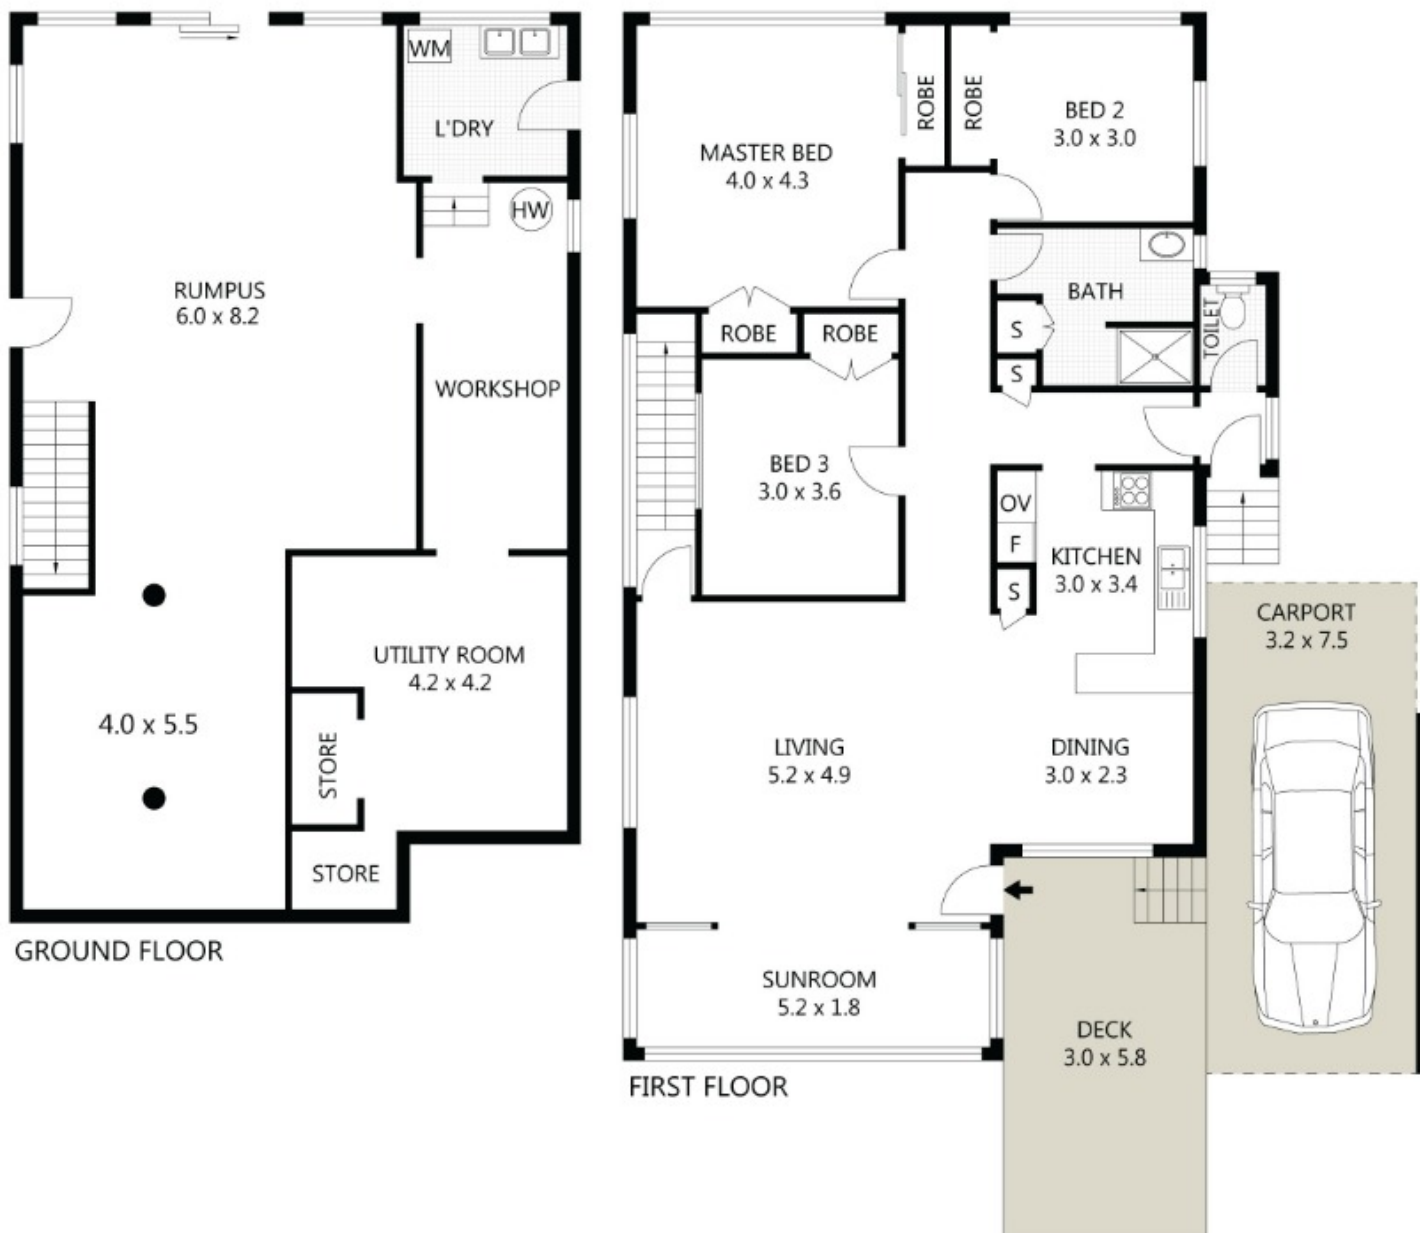 WM
L'DRY
HW
RUMPUS
6.0 x 8.2
WORKSHOP
UTILITY ROOM
4.2 x 4.2
4.0 x 5.5
STORE
STORE
GROUND FLOOR
MASTER BED
4.0 x 4.3
ROBE
ROBE
BED 2
3.0 x 3.0
BATH
TOILET
ROBE
ROBE
S
S
BED 3
3.0 x 3.6
OV
F
S
KITCHEN
3.0 x 3.4
CARPORT
3.2 x 7.5
LIVING
5.2 x 4.9
DINING
3.0 x 2.3
SUNROOM
5.2 x 1.8
DECK
3.0 x 5.8
FIRST FLOOR